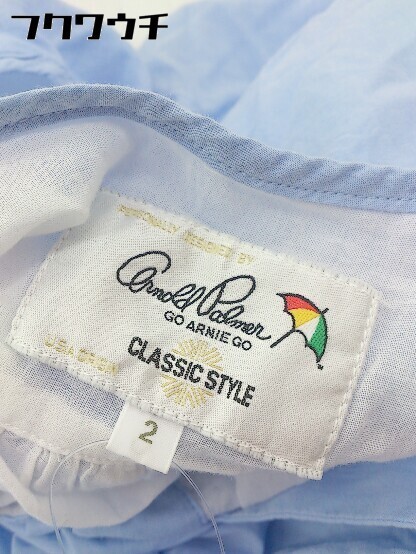 フクワウチ
PERSONALLY DESIGNED BY
Arnold Palmer
GO ARNIE GO
CLASSIC STYLE
2